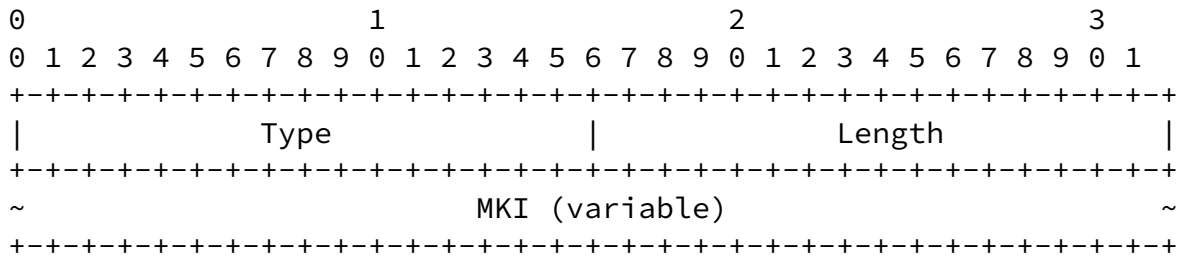 0                   1                   2                   3
0 1 2 3 4 5 6 7 8 9 0 1 2 3 4 5 6 7 8 9 0 1 2 3 4 5 6 7 8 9 0 1
+-+-+-+-+-+-+-+-+-+-+-+-+-+-+-+-+-+-+-+-+-+-+-+-+-+-+-+-+-+-+-+-+
|             Type              |             Length            |
+-+-+-+-+-+-+-+-+-+-+-+-+-+-+-+-+-+-+-+-+-+-+-+-+-+-+-+-+-+-+-+-+
~                         MKI (variable)                        ~
+-+-+-+-+-+-+-+-+-+-+-+-+-+-+-+-+-+-+-+-+-+-+-+-+-+-+-+-+-+-+-+-+